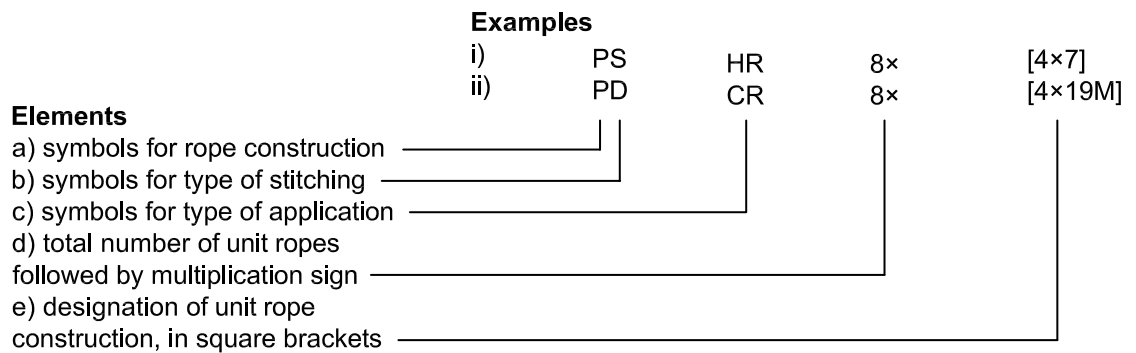 Examples
i) PS HR 8× [4×7]
ii) PD CR 8× [4×19M]
Elements
a) symbols for rope construction
b) symbols for type of stitching
c) symbols for type of application
d) total number of unit ropes
followed by multiplication sign
e) designation of unit rope
construction, in square brackets